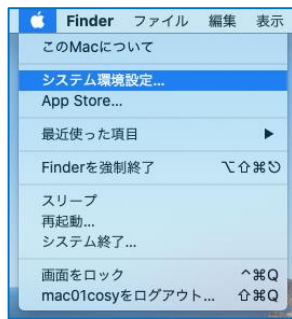 Finder ファイル 編集 表示
このMacについて
システム環境設定...
App Store...
最近使った項目
Finderを強制終了 ⌥⇧⌘⎋
スリープ
再起動...
システム終了...
画面をロック ^⌘Q
mac01cosyをログアウト... ⇧⌘Q